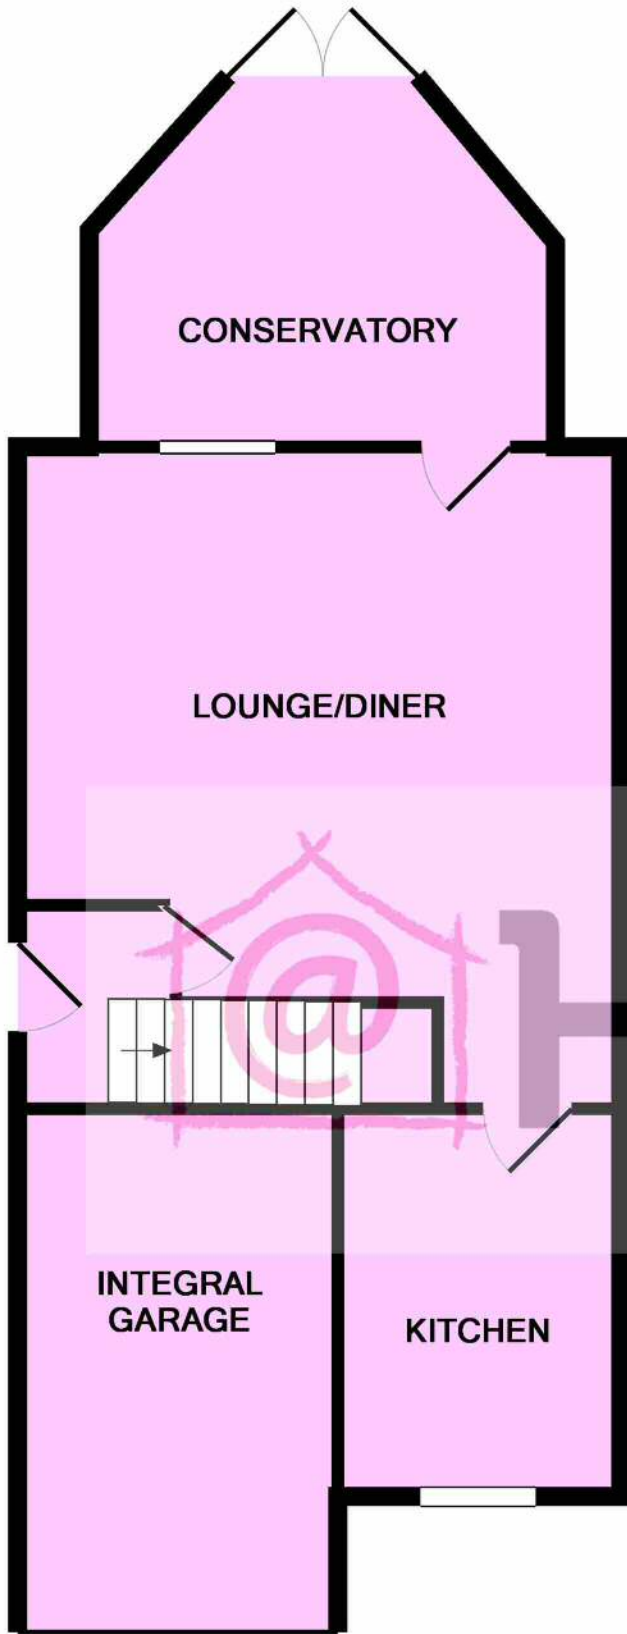 CONSERVATORY
LOUNGE/DINER
@H
INTEGRAL
GARAGE
KITCHEN